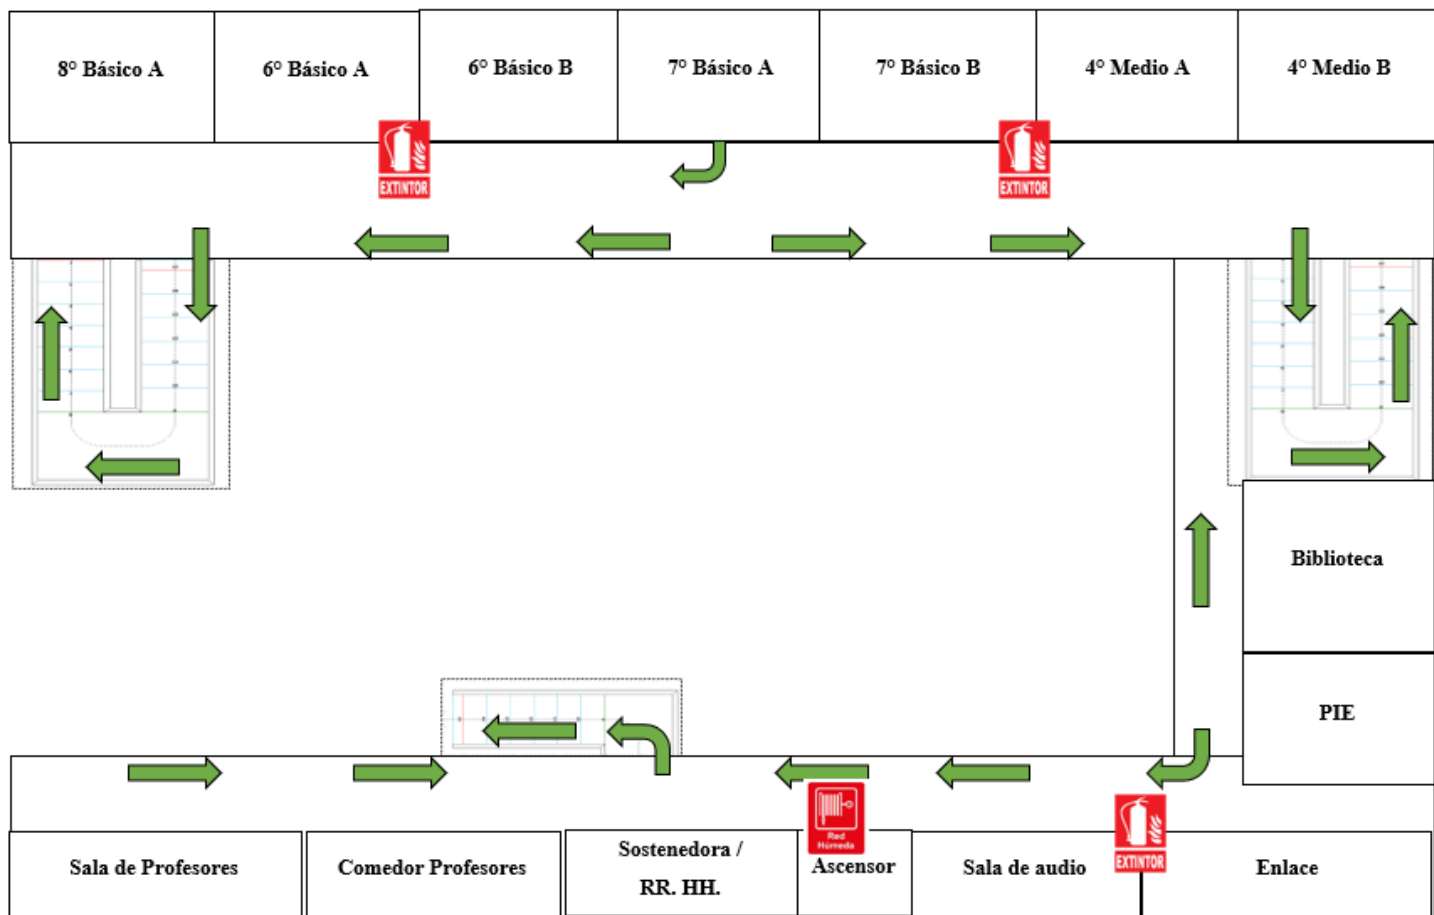 8° Básico A
6° Básico A
6° Básico B
7° Básico A
7° Básico B
4° Medio A
4° Medio B
EXTINTOR
EXTINTOR
Biblioteca
PIE
Red
Húmeda
EXTINTOR
Sala de Profesores
Comedor Profesores
Sostenedora /
RR. HH.
Ascensor
Sala de audio
Enlace